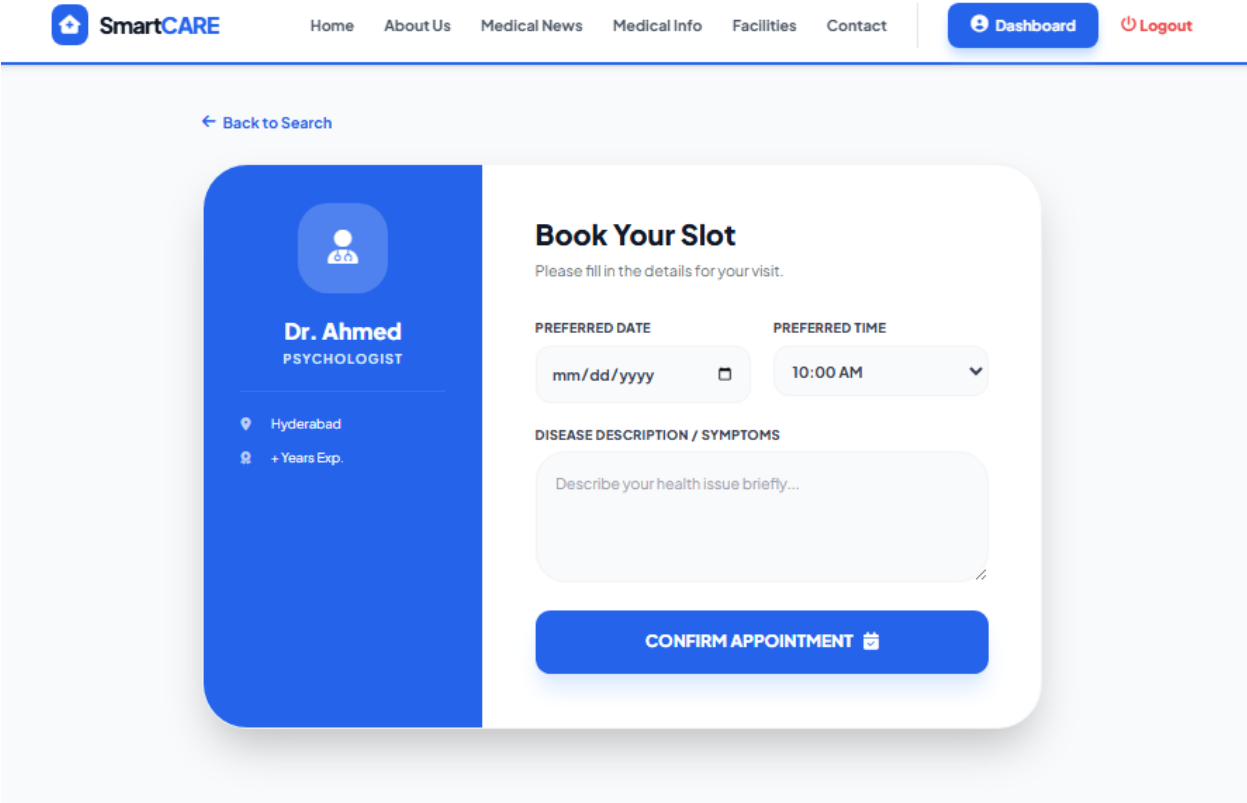 SmartCARE Home About Us Medical News Medical Info Facilities Contact Dashboard Logout
Back to Search
Dr. Ahmed
PSYCHOLOGIST
Hyderabad
+ Years Exp.
Book Your Slot
Please fill in the details for your visit.
PREFERRED DATE PREFERRED TIME
mm/dd/yyyy 10:00 AM
DISEASE DESCRIPTION / SYMPTOMS
Describe your health issue briefly...
CONFIRM APPOINTMENT